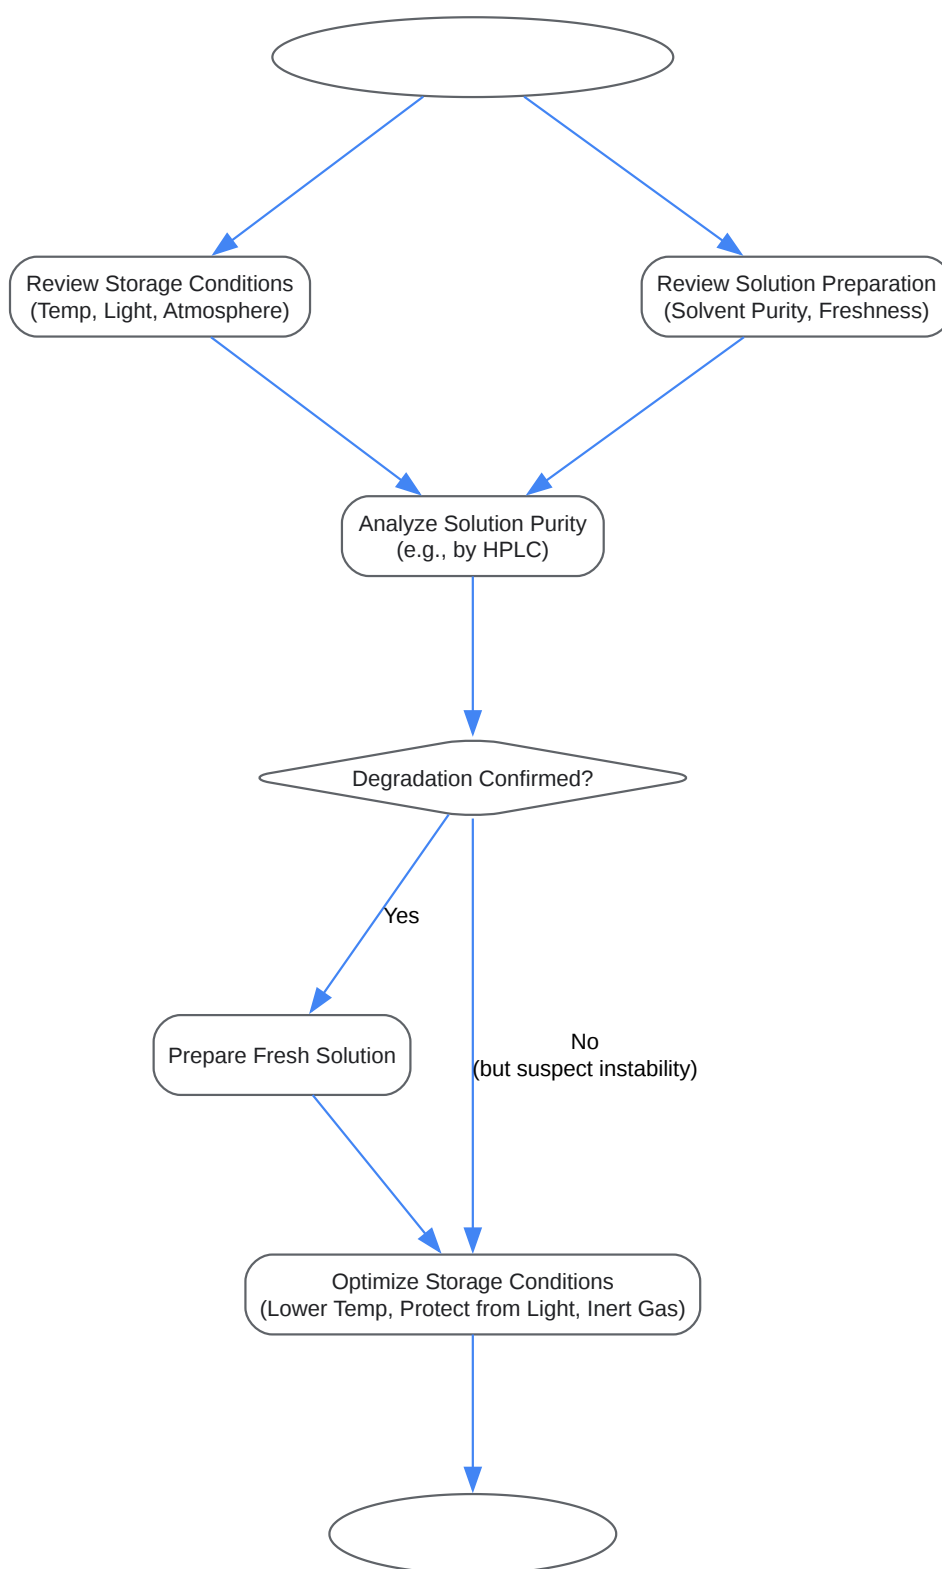 Review Storage Conditions
(Temp, Light, Atmosphere)
Review Solution Preparation
(Solvent Purity, Freshness)
Analyze Solution Purity
(e.g., by HPLC)
Degradation Confirmed?
Yes
No
(but suspect instability)
Prepare Fresh Solution
Optimize Storage Conditions
(Lower Temp, Protect from Light, Inert Gas)